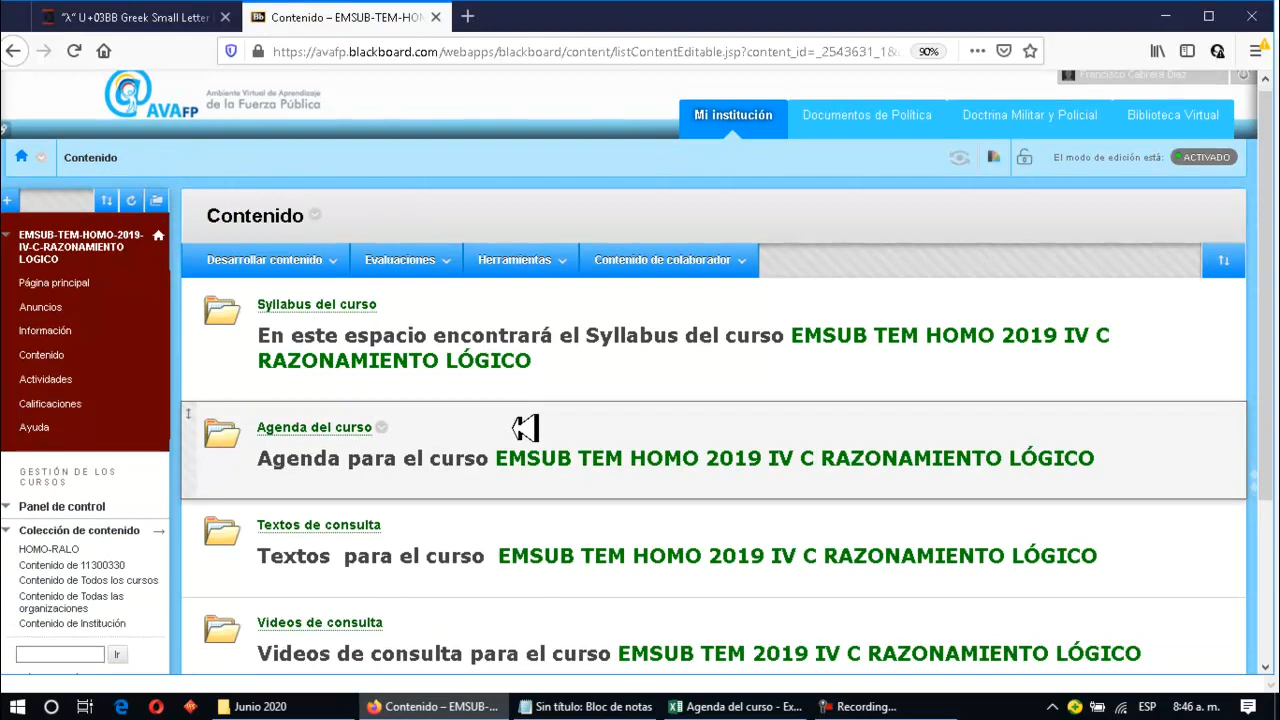 "λ" U+03BB Greek Small Letter
Contenido – EMSUB-TEM-HOM
https://avafp.blackboard.com/webapps/blackboard/content/listContentEditable.jsp?content_id=_2543631_1&
90%
Francisco Cabrera Diez
AVAFP
Ambiente Virtual de Aprendizaje
de la Fuerza Pública
Mi institución
Documentos de Política
Doctrina Militar y Policial
Biblioteca Virtual
Contenido
El modo de edición está:
ACTIVADO
EMSUB-TEM-HOMO-2019-
IV-C-RAZONAMIENTO
LOGICO
Página principal
Anuncios
Información
Contenido
Actividades
Calificaciones
Ayuda
GESTIÓN DE LOS
CURSOS
Panel de control
Colección de contenido
HOMO-RALO
Contenido de 11300330
Contenido de Todos los cursos
Contenido de Todas las
organizaciones
Contenido de Institución
Ir
Contenido
Desarrollar contenido
Evaluaciones
Herramientas
Contenido de colaborador
Syllabus del curso
En este espacio encontrará el Syllabus del curso EMSUB TEM HOMO 2019 IV C
RAZONAMIENTO LÓGICO
Agenda del curso
Agenda para el curso EMSUB TEM HOMO 2019 IV C RAZONAMIENTO LÓGICO
Textos de consulta
Textos para el curso EMSUB TEM HOMO 2019 IV C RAZONAMIENTO LÓGICO
Videos de consulta
Videos de consulta para el curso EMSUB TEM 2019 IV C RAZONAMIENTO LÓGICO
Junio 2020
Contenido – EMSUB-...
Sin título: Bloc de notas
Agenda del curso - Ex...
Recording...
ESP
8:46 a. m.